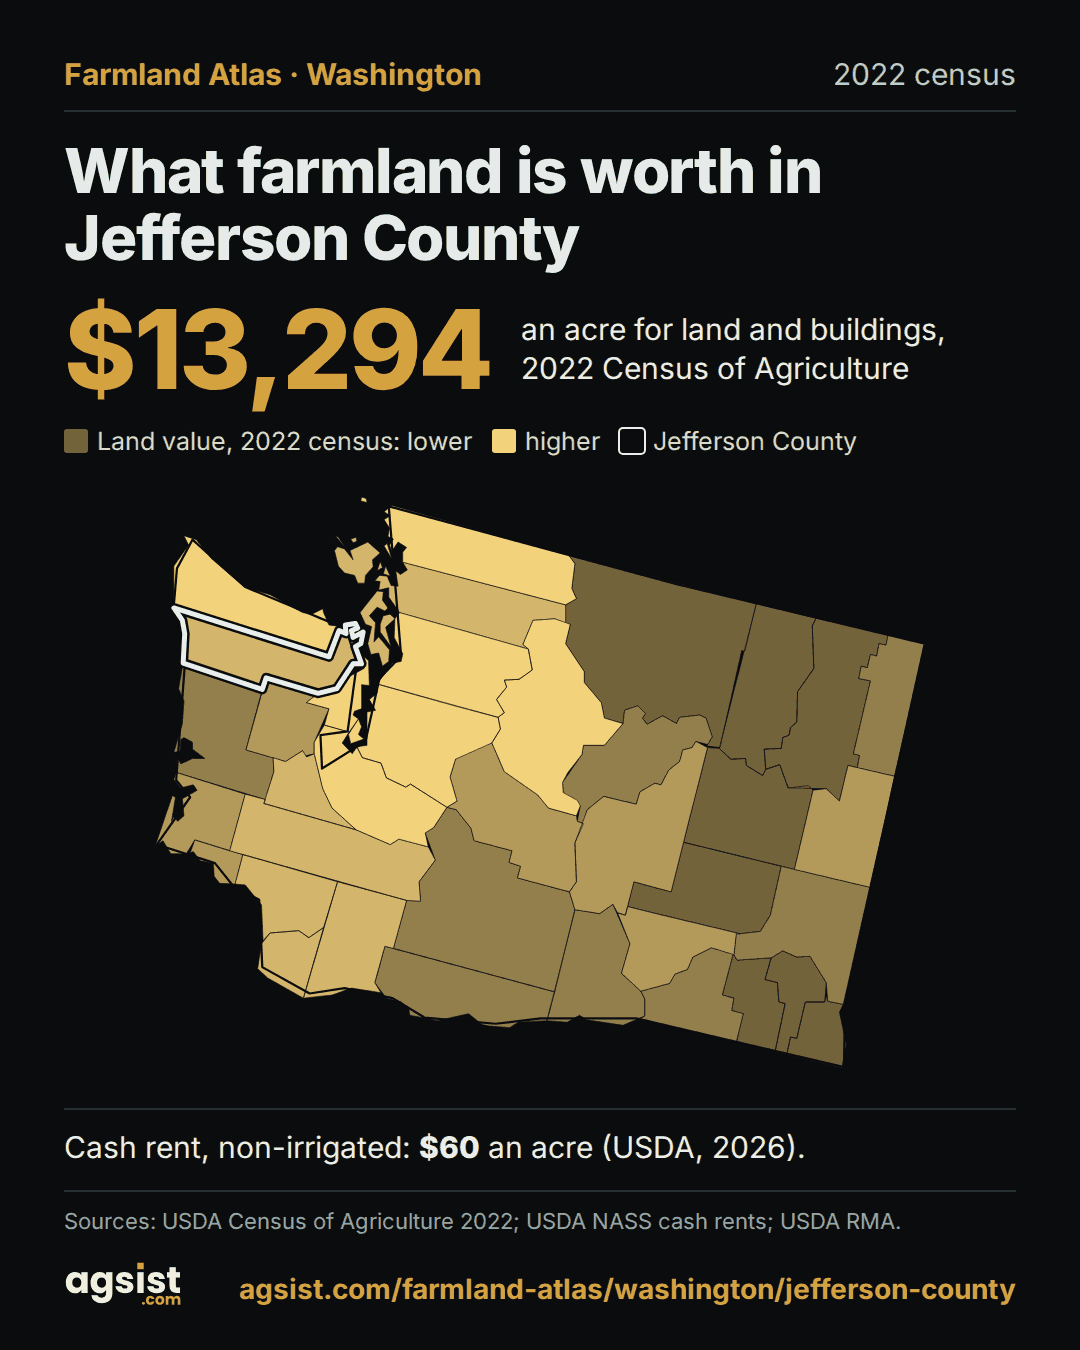 Farmland Atlas · Washington
2022 census
What farmland is worth in
Jefferson County
$13,294
an acre for land and buildings,
2022 Census of Agriculture
Land value, 2022 census: lower higher Jefferson County
Cash rent, non-irrigated: $60 an acre (USDA, 2026).
Sources: USDA Census of Agriculture 2022; USDA NASS cash rents; USDA RMA.
agsist
.com
agsist.com/farmland-atlas/washington/jefferson-county